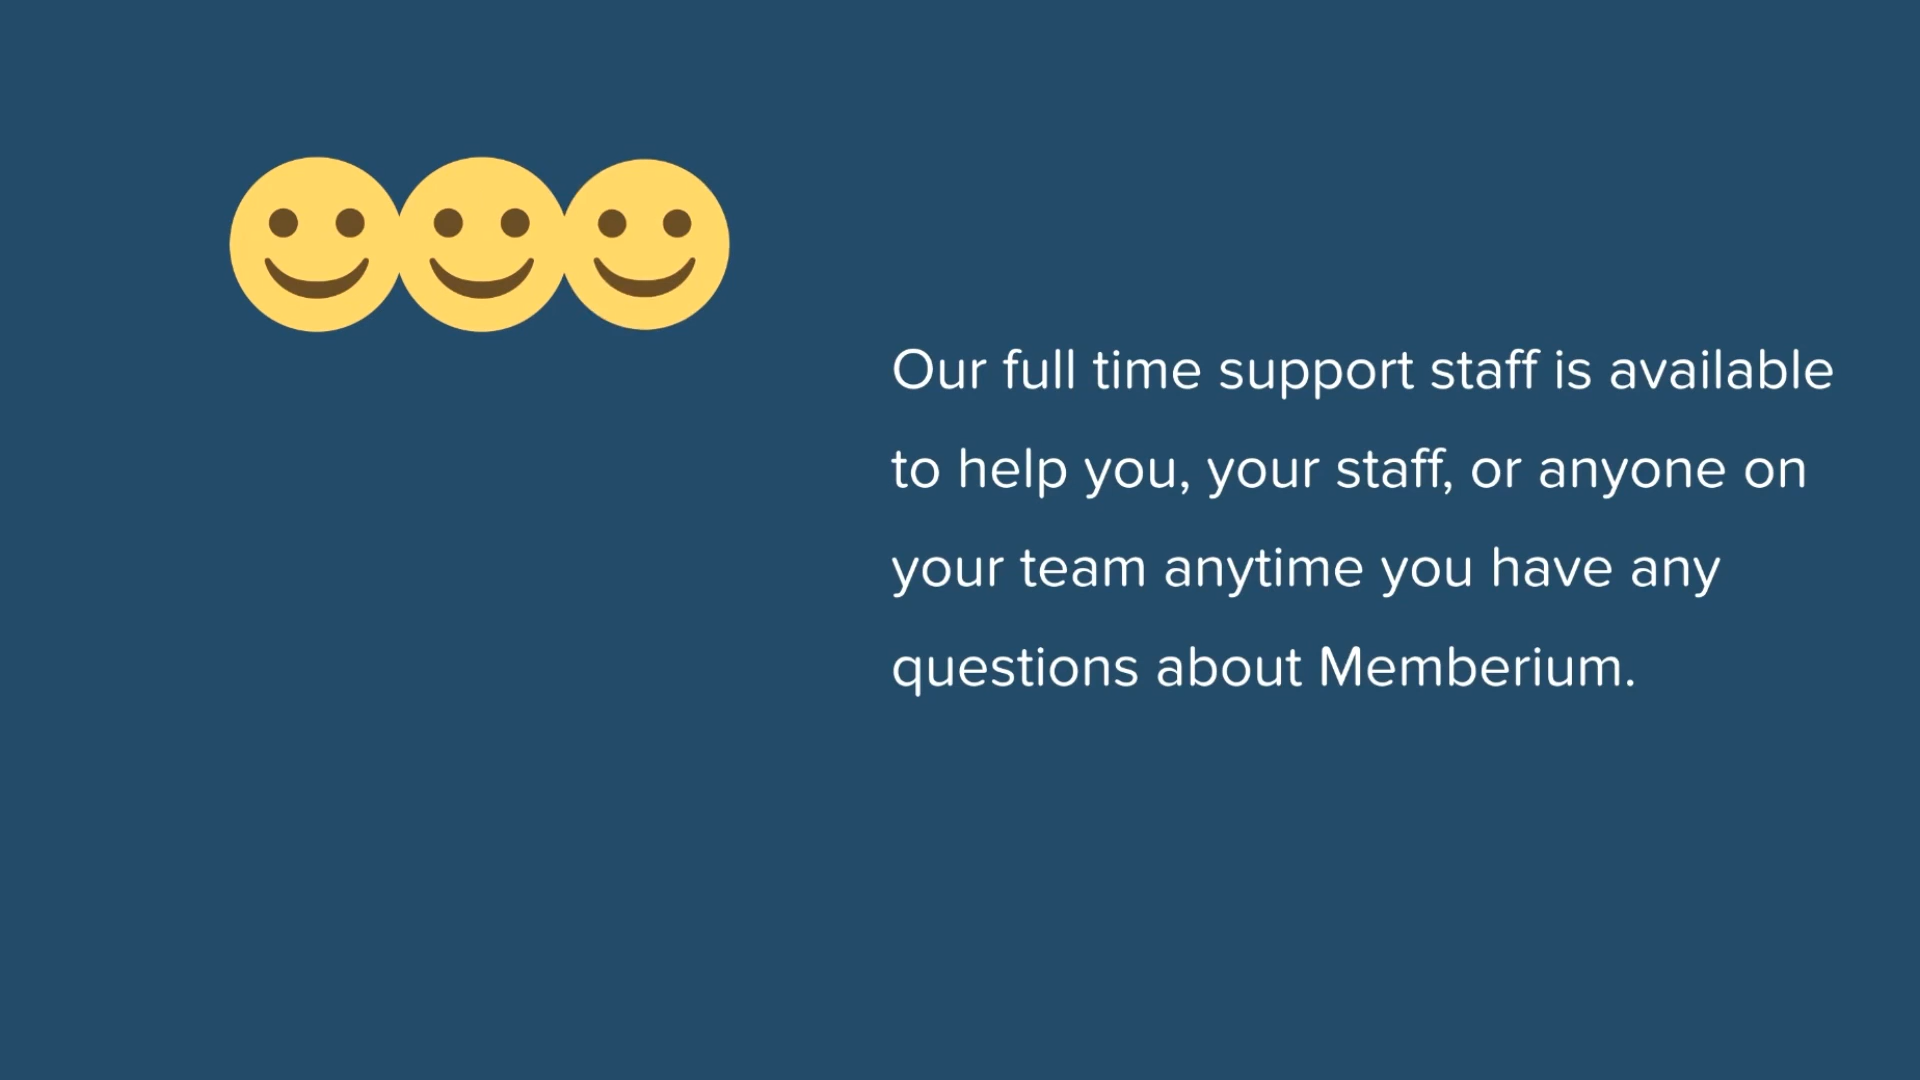 Our full time support staff is available
to help you, your staff, or anyone on
your team anytime you have any
questions about Memberium.